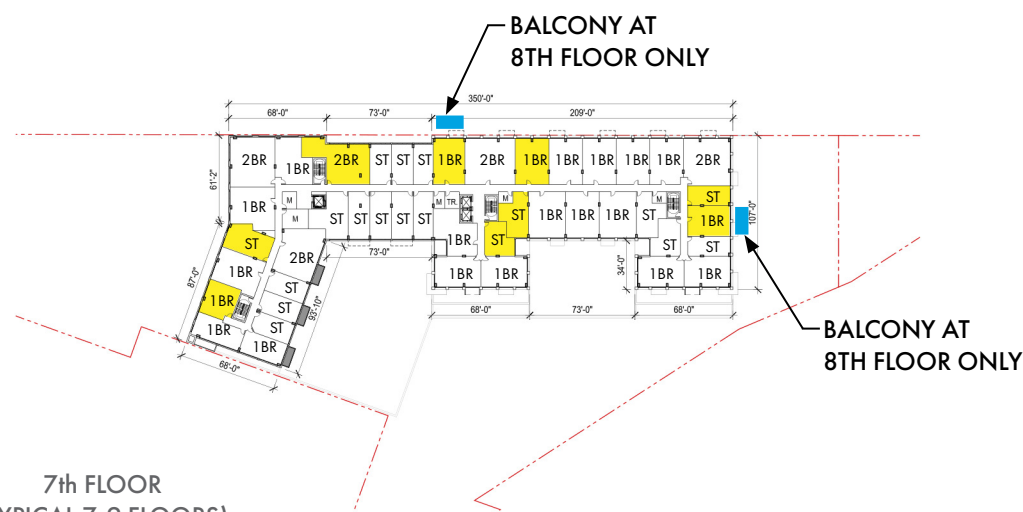 BALCONY AT
8TH FLOOR ONLY
350'-0"
68'-0" 73'-0" 209'-0"
2BR 1BR 2BR ST ST ST 1BR 2BR 1BR 1BR 1BR 1BR 1BR 2BR
61'-2"
107'-0"
M M ST
1BR M ST ST ST ST ST M TR. ST 1BR 1BR 1BR ST 1BR
ST 2BR 1BR ST ST ST
73'-0"
34'-0"
87'-0"
1BR ST 1BR 1BR 1BR 1BR
93'-10"
1BR ST
68'-0" 73'-0" 68'-0"
1BR ST
1BR
68'-0"
BALCONY AT
8TH FLOOR ONLY
7th FLOOR